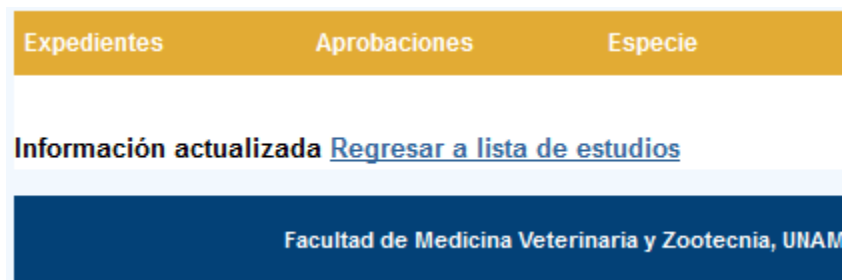 Expedientes Aprobaciones Especie
Información actualizada Regresar a lista de estudios
Facultad de Medicina Veterinaria y Zootecnia, UNAM